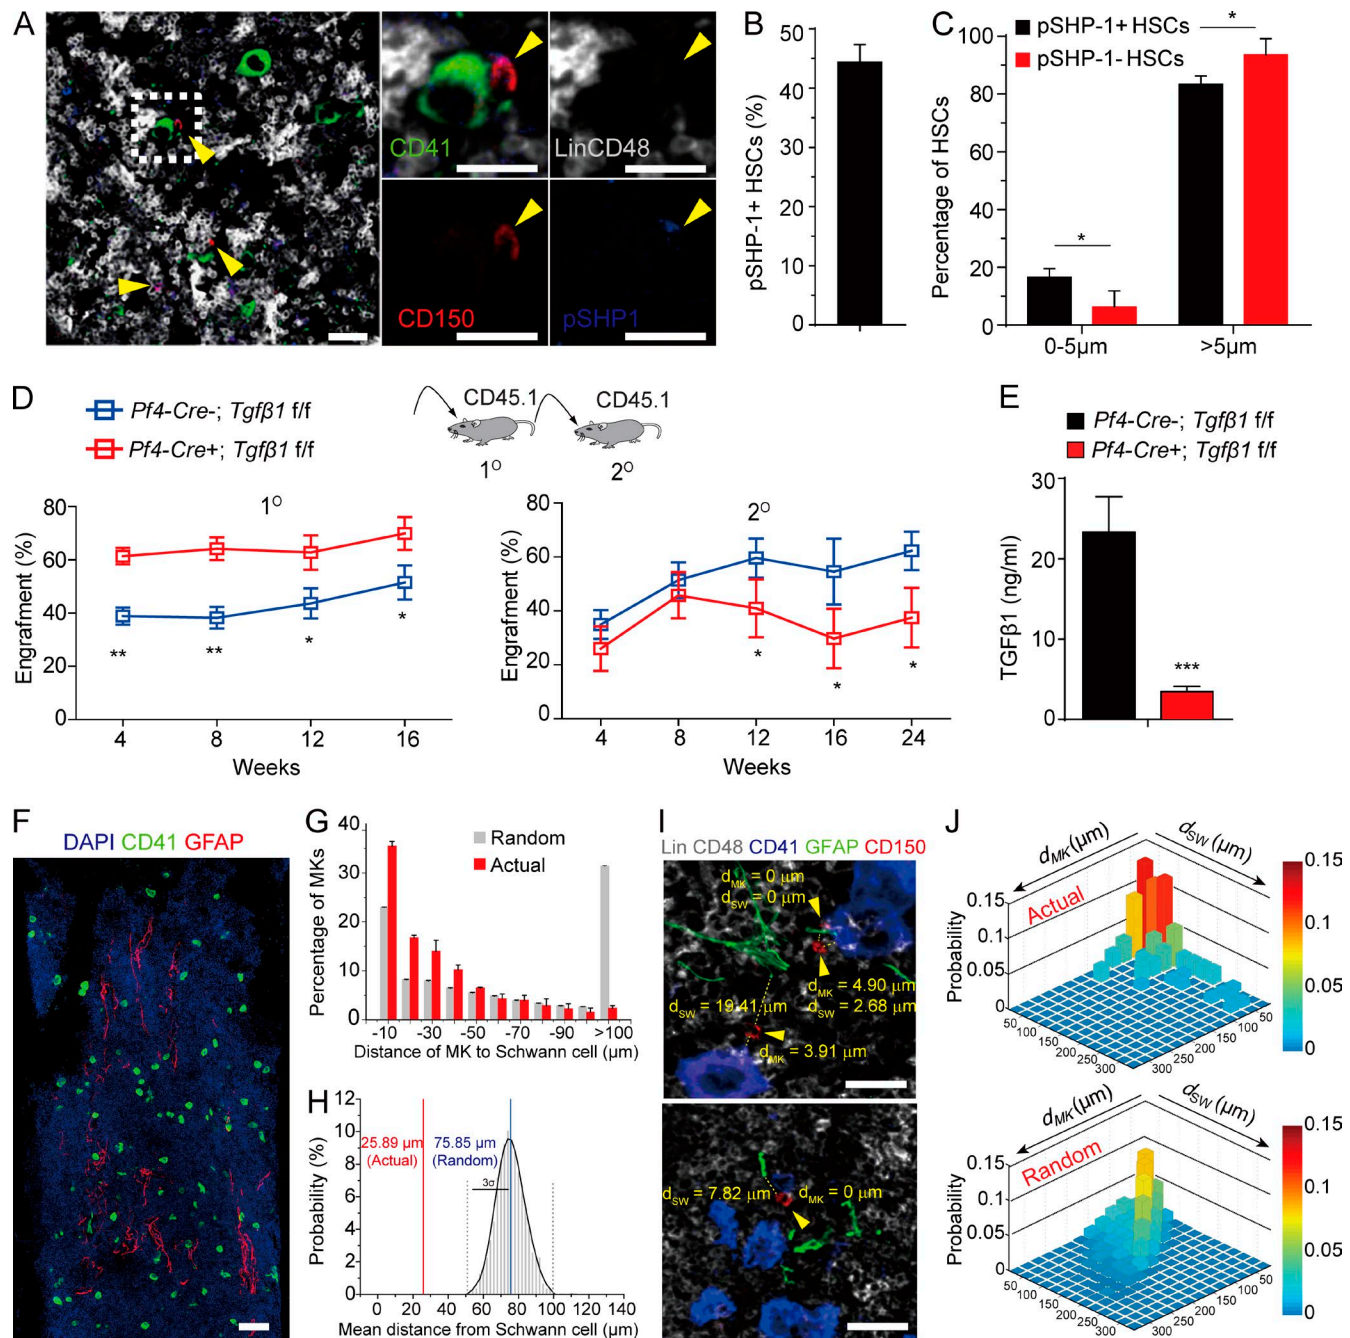 A
CD41
LinCD48
CD150
pSHP1
B
pSHP-1+ HSCs (%)
50
40
30
20
10
0
C
pSHP-1+ HSCs
pSHP-1- HSCs
Percentage of HSCs
100
80
60
40
20
0
*
*
0-5µm
>5µm
D
Pf4-Cre-; Tgfβ1 f/f
Pf4-Cre+; Tgfβ1 f/f
CD45.1
CD45.1
1°
2°
1°
Engrafment (%)
80
60
40
20
0
**
**
*
*
4
8
12
16
Weeks
2°
Engrafment (%)
80
60
40
20
0
*
*
*
4
8
12
16
24
Weeks
E
Pf4-Cre-; Tgfβ1 f/f
Pf4-Cre+; Tgfβ1 f/f
TGFβ1 (ng/ml)
30
20
10
0
***
F
DAPI CD41 GFAP
G
Random
Actual
Percentage of MKs
40
30
20
10
0
-10
-30
-50
-70
-90
>100
Distance of MK to Schwann cell (µm)
H
Probability (%)
12
10
8
6
4
2
0
25.89 µm
(Actual)
75.85 µm
(Random)
3σ
0
20
40
60
80
100
120
140
Mean distance from Schwann cell (µm)
I
Lin CD48 CD41 GFAP CD150
dMK = 0 µm
dSW = 0 µm
dMK = 4.90 µm
dSW = 2.68 µm
dSW = 19.41 µm
dMK = 3.91 µm
dSW = 7.82 µm
dMK = 0 µm
J
dMK (µm)
dSW (µm)
Actual
Probability
0.15
0.1
0.05
0
50
100
150
200
250
300
50
100
150
200
250
300
0.15
0.1
0.05
0
dMK (µm)
dSW (µm)
Random
Probability
0.15
0.1
0.05
0
50
100
150
200
250
300
50
100
150
200
250
300
0.15
0.1
0.05
0